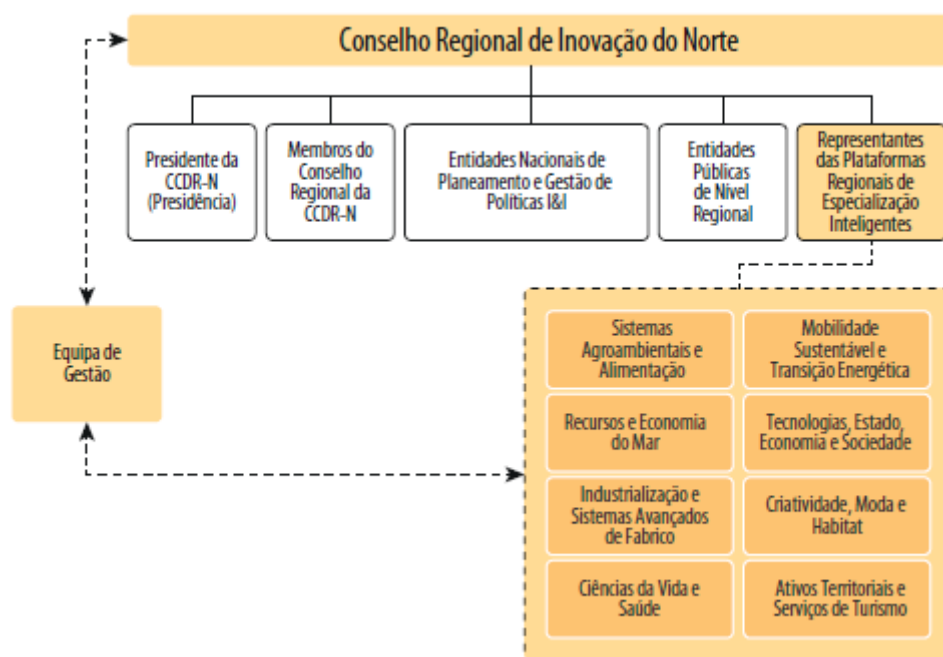 Conselho Regional de Inovação do Norte
Presidente da
CCDR-N
(Presidência)
Membros do
Conselho
Regional da
CCDR-N
Entidades Nacionais de
Planeamento e Gestão de
Políticas I&I
Entidades
Públicas
de Nível
Regional
Representantes
das Plataformas
Regionais de
Especialização
Inteligentes
Equipa de
Gestão
Sistemas
Agroambientais e
Alimentação
Mobilidade
Sustentável e
Transição Energética
Recursos e Economia
do Mar
Tecnologias, Estado,
Economia e Sociedade
Industrialização e
Sistemas Avançados
de Fabrico
Criatividade, Moda e
Habitat
Ciências da Vida e
Saúde
Ativos Territoriais e
Serviços de Turismo